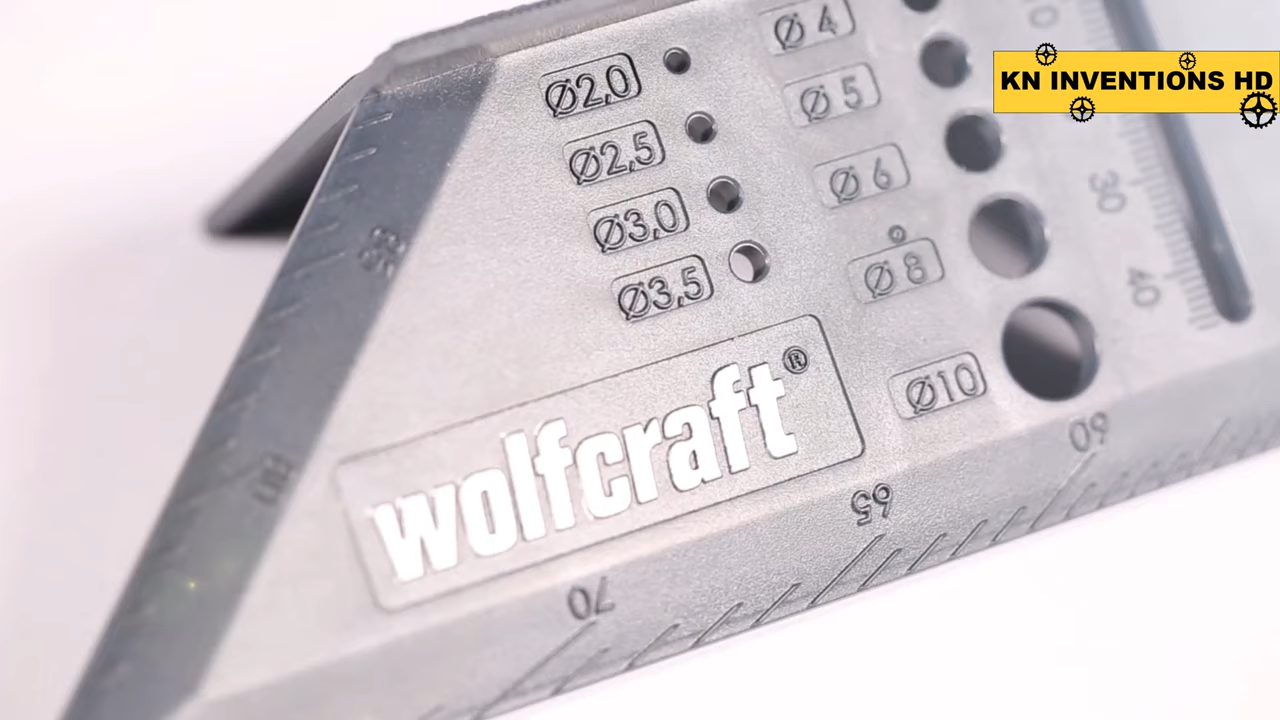 KN INVENTIONS HD
Ø2,0
Ø2,5
Ø3,0
Ø3,5
Ø 4
Ø 5
Ø 6
Ø 8
Ø10
30
40
wolfcraft®
60
65
70